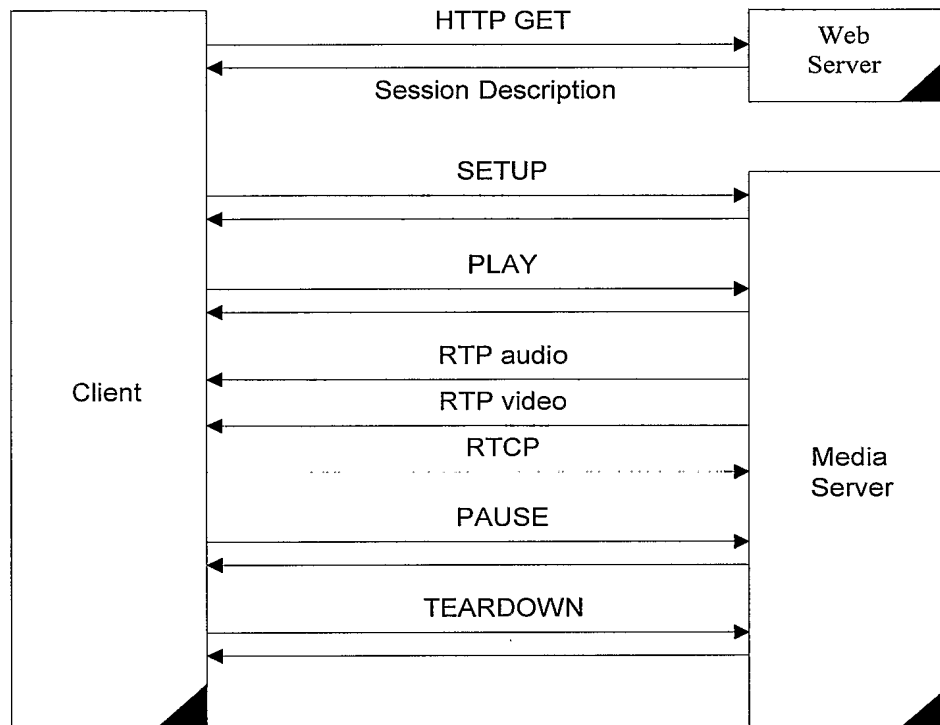 HTTP GET
Web
Server
Session Description
SETUP
PLAY
RTP audio
Client
RTP video
RTCP
Media
Server
PAUSE
TEARDOWN